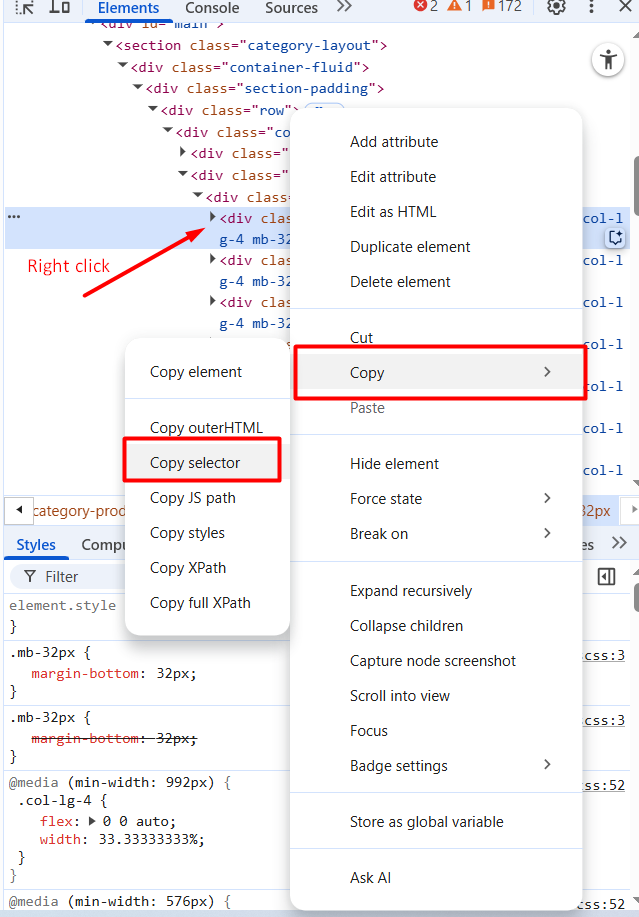 Elements Console Sources 2 1 172
<div id="main">
<section class="category-layout">
<div class="container-fluid">
<div class="section-padding">
<div class="row">
<div class="co
<div class="
<div class="
<div class=
<div clas col-l
g-4 mb-32
<div clas col-l
g-4 mb-32
<div clas col-l
g-4 mb-32
col-l
col-l
col-l
col-l
Right click
Add attribute
Edit attribute
Edit as HTML
Duplicate element
Delete element
Cut
Copy
Paste
Hide element
Force state
Break on
Expand recursively
Collapse children
Capture node screenshot
Scroll into view
Focus
Badge settings
Store as global variable
Ask AI
Copy element
Copy outerHTML
Copy selector
Copy JS path
Copy styles
Copy XPath
Copy full XPath
category-prod 32px
Styles Compu es
Filter
element.style
}
.mb-32px { css:3
margin-bottom: 32px;
}
.mb-32px { css:3
margin-bottom: 32px;
}
@media (min-width: 992px) { css:52
.col-lg-4 {
flex: 0 0 auto;
width: 33.33333333%;
}
}
@media (min-width: 576px) { css:52